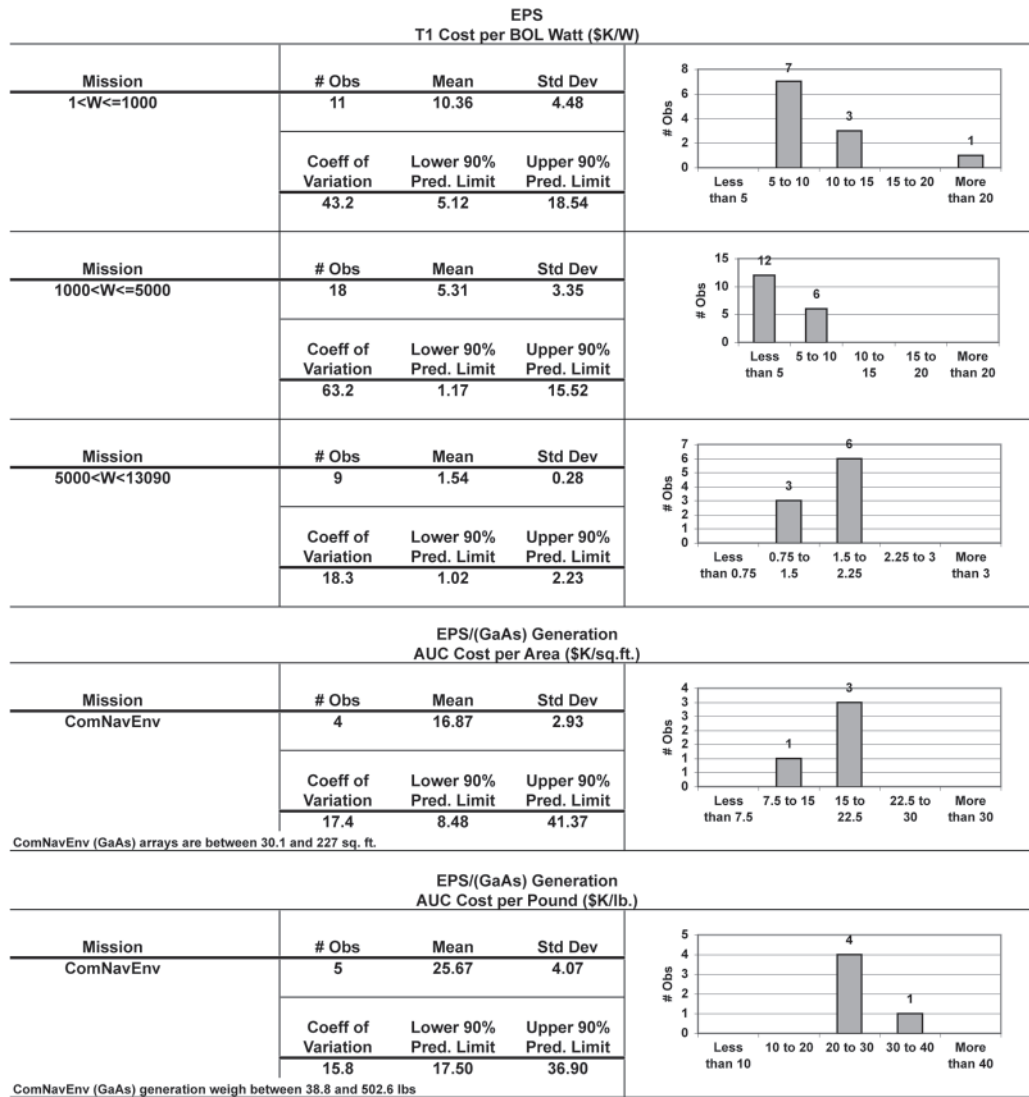 EPS
T1 Cost per BOL Watt ($K/W)
Mission # Obs Mean Std Dev
1<W<=1000 11 10.36 4.48
Coeff of Lower 90% Upper 90%
Variation Pred. Limit Pred. Limit
43.2 5.12 18.54
# Obs
8
6
4
2
0
7
3
1
Less 5 to 10 10 to 15 15 to 20 More
than 5 than 20
Mission # Obs Mean Std Dev
1000<W<=5000 18 5.31 3.35
Coeff of Lower 90% Upper 90%
Variation Pred. Limit Pred. Limit
63.2 1.17 15.52
# Obs
15
10
5
0
12
6
Less 5 to 10 10 to 15 to More
than 5 15 20 than 20
Mission # Obs Mean Std Dev
5000<W<13090 9 1.54 0.28
Coeff of Lower 90% Upper 90%
Variation Pred. Limit Pred. Limit
18.3 1.02 2.23
# Obs
7
6
5
4
3
2
1
0
3
6
Less 0.75 to 1.5 to 2.25 to 3 More
than 0.75 1.5 2.25 than 3
EPS/(GaAs) Generation
AUC Cost per Area ($K/sq.ft.)
Mission # Obs Mean Std Dev
ComNavEnv 4 16.87 2.93
Coeff of Lower 90% Upper 90%
Variation Pred. Limit Pred. Limit
17.4 8.48 41.37
ComNavEnv (GaAs) arrays are between 30.1 and 227 sq. ft.
# Obs
4
3
3
2
2
1
1
0
1
3
Less 7.5 to 15 15 to 22.5 to More
than 7.5 22.5 30 than 30
EPS/(GaAs) Generation
AUC Cost per Pound ($K/lb.)
Mission # Obs Mean Std Dev
ComNavEnv 5 25.67 4.07
Coeff of Lower 90% Upper 90%
Variation Pred. Limit Pred. Limit
15.8 17.50 36.90
ComNavEnv (GaAs) generation weigh between 38.8 and 502.6 lbs
# Obs
5
4
3
2
1
0
4
1
Less 10 to 20 20 to 30 30 to 40 More
than 10 than 40